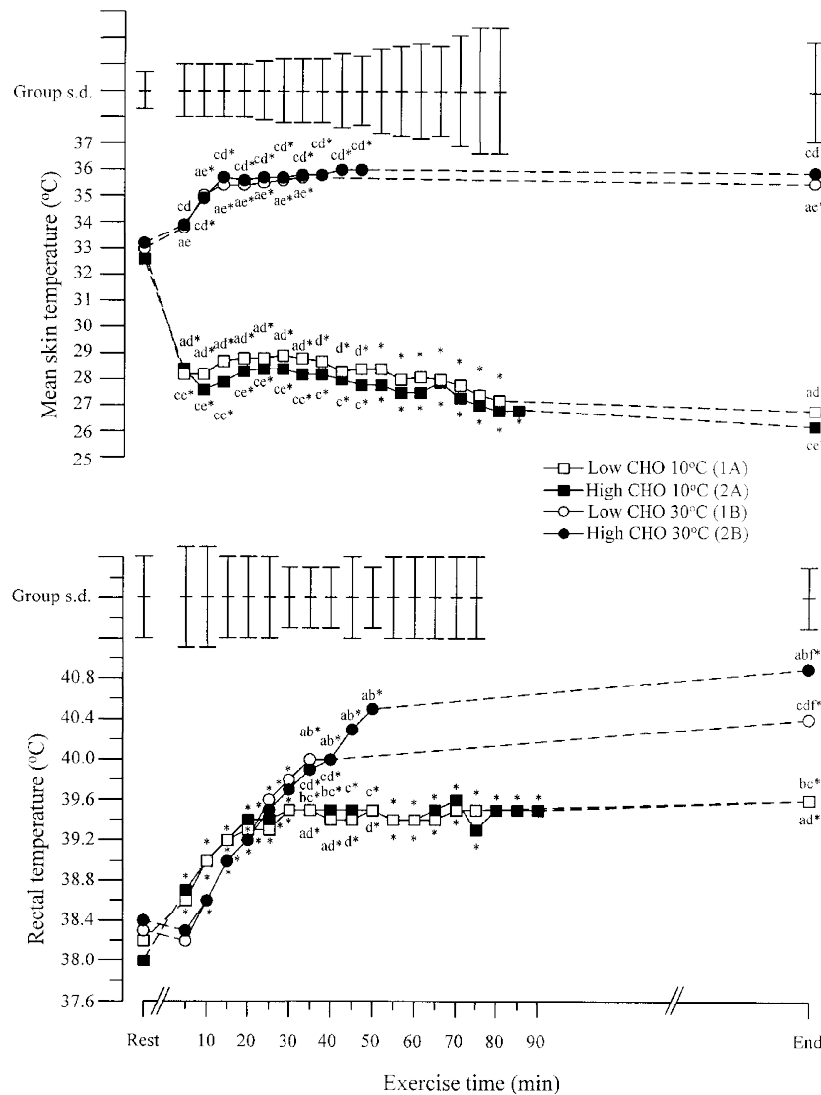 Group s.d.
Mean skin temperature (°C)
37
36
35
34
33
32
31
30
29
28
27
26
25
cd
ae
ae*
cd*
cd*
ae*
cd*
ae*
cd*
ae*
cd*
ae*
cd*
ae*
cd*
cd*
cd*
cd
ae*
ad*
ce*
ad*
ce*
ad*
cc*
ad*
ce*
ad*
ce*
ad*
ce*
ad*
ce*
d*
c*
d*
c*
d*
c*
ad
ce
Low CHO 10°C (1A)
High CHO 10°C (2A)
Low CHO 30°C (1B)
High CHO 30°C (2B)
Group s.d.
Rectal temperature (°C)
40.8
40.4
40.0
39.6
39.2
38.8
38.4
38.0
37.6
ab*
ab*
ab*
ab*
abf*
cdf*
cd*
cd*
bc*
bc*
c*
c*
ad*
ad*
d*
d*
bc*
ad*
Rest 10 20 30 40 50 60 70 80 90 End
Exercise time (min)